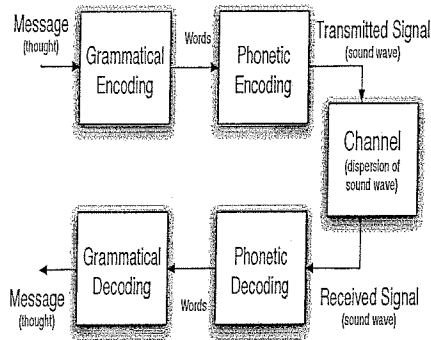 Message
(thought)
Grammatical
Encoding
Words
Phonetic
Encoding
Transmitted Signal
(sound wave)
Channel
(dispersion of
sound wave)
Received Signal
(sound wave)
Phonetic
Decoding
Words
Grammatical
Decoding
Message
(thought)